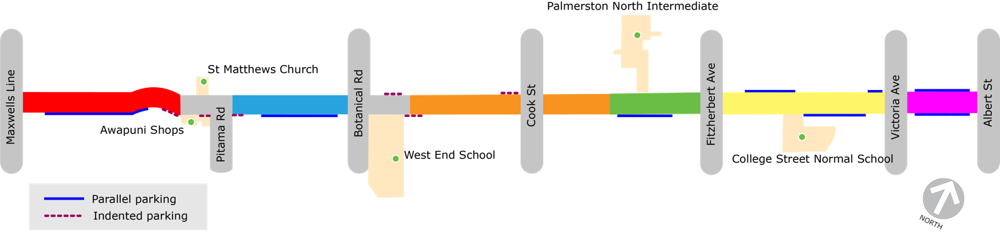 Palmerston North Intermediate
St Matthews Church
Maxwells Line
Awapuni Shops
Pitama Rd
Botanical Rd
West End School
Cook St
Fitzherbert Ave
College Street Normal School
Victoria Ave
Albert St
Parallel parking
Indented parking
NORTH